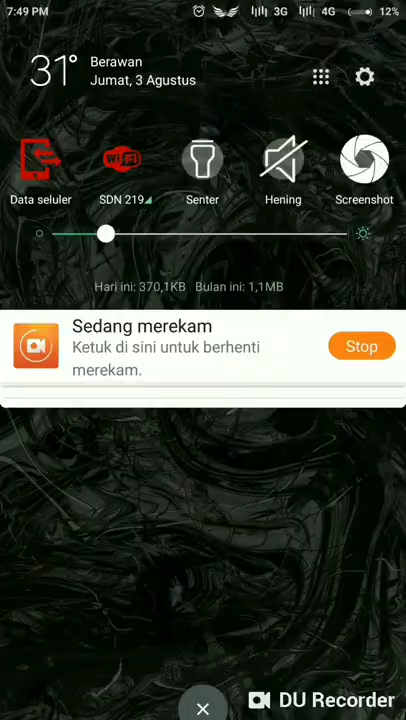 7:49 PM 3G 4G 12%
31° Berawan
Jumat, 3 Agustus
WiFi
Data seluler SDN 219 Senter Hening Screenshot
Hari ini: 370,1KB Bulan ini: 1,1MB
Sedang merekam
Ketuk di sini untuk berhenti
merekam.
Stop
DU Recorder